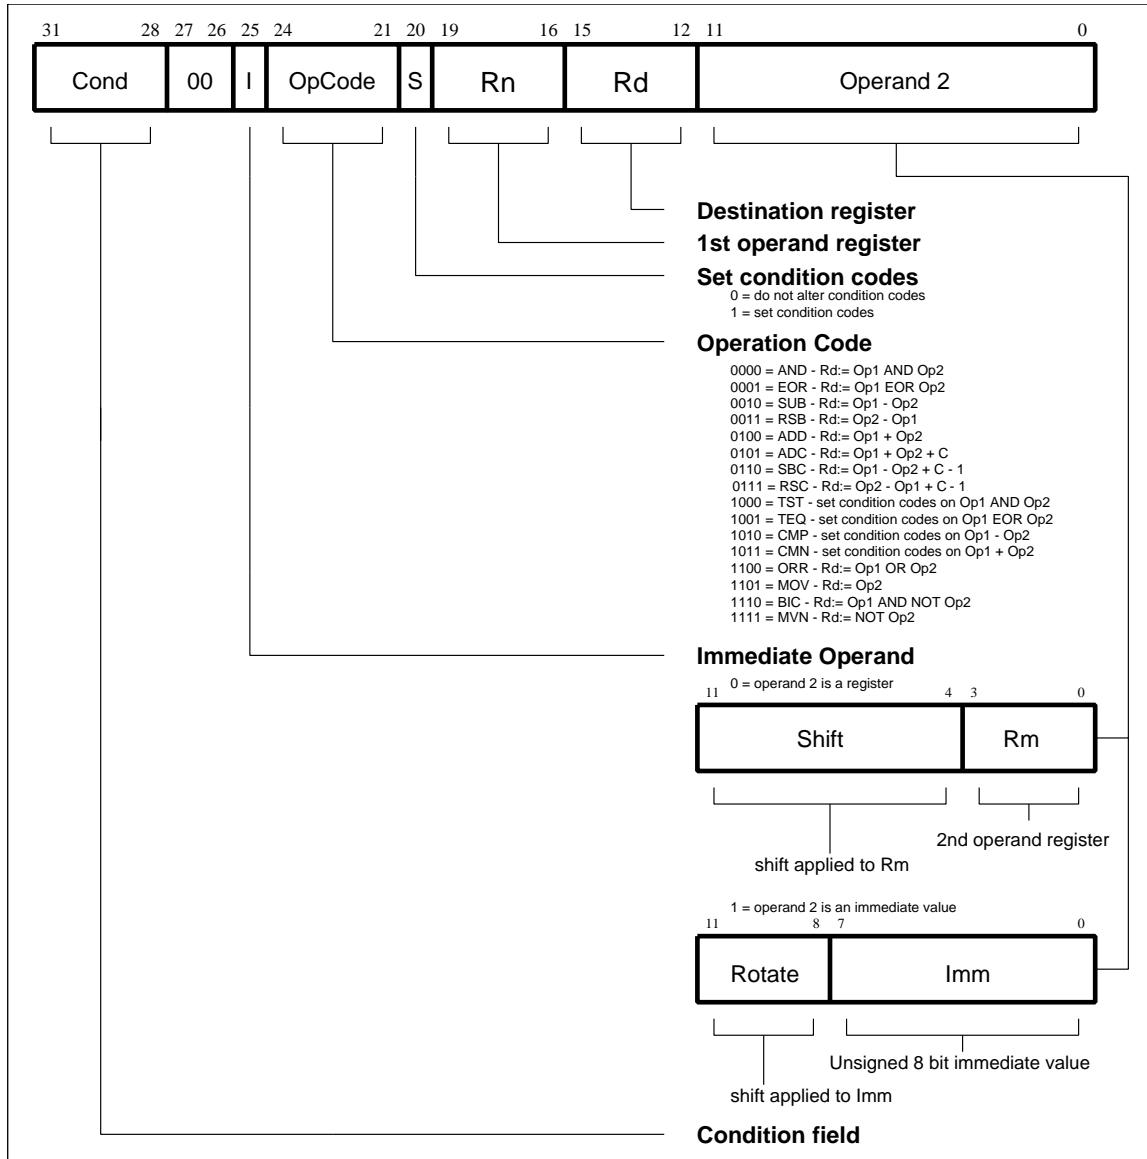 31 28 27 26 25 24 21 20 19 16 15 12 11 0
Cond 00 I OpCode S Rn Rd Operand 2
Destination register
1st operand register
Set condition codes
0 = do not alter condition codes
1 = set condition codes
Operation Code
0000 = AND - Rd:= Op1 AND Op2
0001 = EOR - Rd:= Op1 EOR Op2
0010 = SUB - Rd:= Op1 - Op2
0011 = RSB - Rd:= Op2 - Op1
0100 = ADD - Rd:= Op1 + Op2
0101 = ADC - Rd:= Op1 + Op2 + C
0110 = SBC - Rd:= Op1 - Op2 + C - 1
0111 = RSC - Rd:= Op2 - Op1 + C - 1
1000 = TST - set condition codes on Op1 AND Op2
1001 = TEQ - set condition codes on Op1 EOR Op2
1010 = CMP - set condition codes on Op1 - Op2
1011 = CMN - set condition codes on Op1 + Op2
1100 = ORR - Rd:= Op1 OR Op2
1101 = MOV - Rd:= Op2
1110 = BIC - Rd:= Op1 AND NOT Op2
1111 = MVN - Rd:= NOT Op2
Immediate Operand
0 = operand 2 is a register
11 4 3 0
Shift Rm
2nd operand register
shift applied to Rm
1 = operand 2 is an immediate value
11 8 7 0
Rotate Imm
Unsigned 8 bit immediate value
shift applied to Imm
Condition field